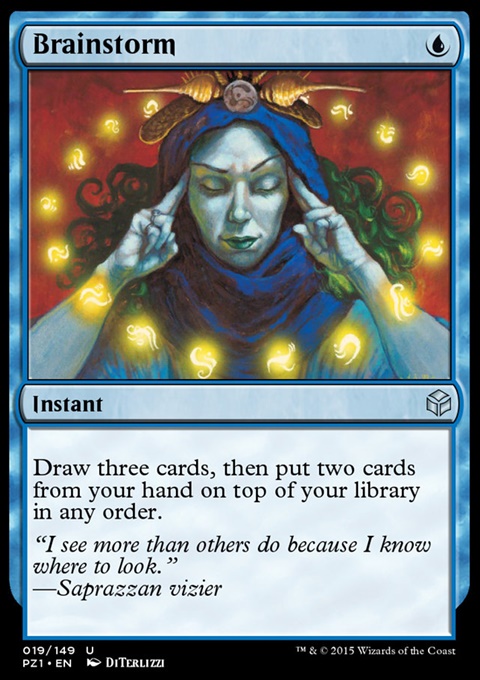 Brainstorm
Instant
Draw three cards, then put two cards
from your hand on top of your library
in any order.
“I see more than others do because I know
where to look.”
—Saprazzan vizier
019/149 U
PZ1 • EN DiTerlizzi
™ & © 2015 Wizards of the Coast